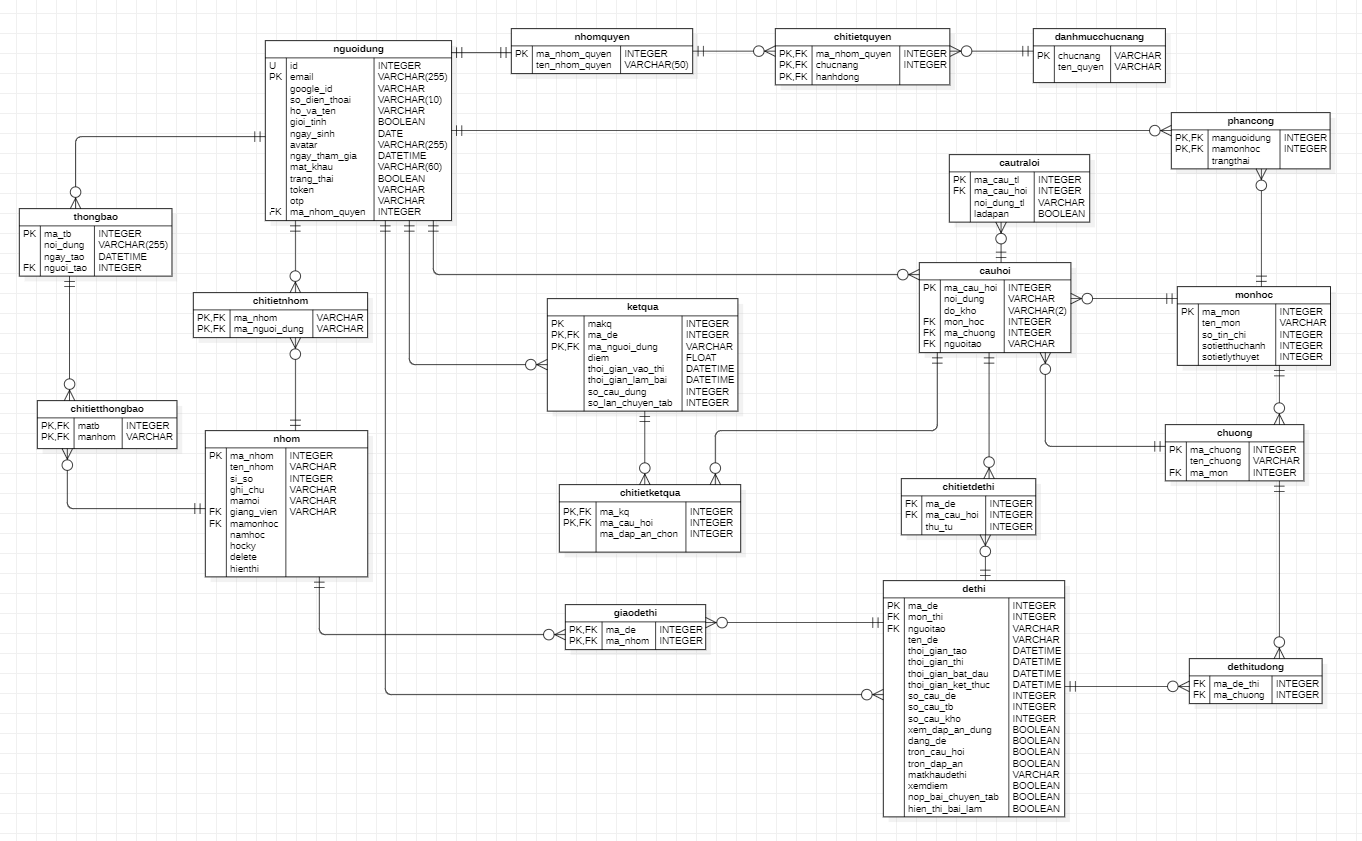 nguoidung
U id INTEGER
PK email VARCHAR(255)
google_id VARCHAR
so_dien_thoai VARCHAR(10)
ho_va_ten VARCHAR
gioi_tinh BOOLEAN
ngay_sinh DATE
avatar VARCHAR(255)
ngay_tham_gia DATETIME
mat_khau VARCHAR(60)
trang_thai BOOLEAN
token VARCHAR
otp VARCHAR
FK ma_nhom_quyen INTEGER
nhomquyen
PK ma_nhom_quyen INTEGER
ten_nhom_quyen VARCHAR(50)
chitietquyen
PK,FK ma_nhom_quyen INTEGER
PK,FK chucnang INTEGER
PK,FK hanhdong
danhmucchucnang
PK chucnang VARCHAR
ten_quyen VARCHAR
phancong
PK,FK manguoidung INTEGER
PK,FK mamonhoc INTEGER
trangthai
cautraloi
PK ma_cau_tl INTEGER
FK ma_cau_hoi INTEGER
noi_dung_tl VARCHAR
ladapan BOOLEAN
thongbao
PK ma_tb INTEGER
noi_dung VARCHAR(255)
ngay_tao DATETIME
FK nguoi_tao INTEGER
chitietnhom
PK,FK ma_nhom VARCHAR
PK,FK ma_nguoi_dung VARCHAR
ketqua
PK makq INTEGER
PK,FK ma_de INTEGER
PK,FK ma_nguoi_dung VARCHAR
diem FLOAT
thoi_gian_vao_thi DATETIME
thoi_gian_lam_bai DATETIME
so_cau_dung INTEGER
so_lan_chuyen_tab INTEGER
cauhoi
PK ma_cau_hoi INTEGER
noi_dung VARCHAR
do_kho VARCHAR(2)
FK mon_hoc INTEGER
FK ma_chuong INTEGER
FK nguoitao VARCHAR
monhoc
PK ma_mon INTEGER
ten_mon VARCHAR
so_tin_chi INTEGER
sotietthuchanh INTEGER
sotietlythuyet INTEGER
chitietthongbao
PK,FK matb INTEGER
PK,FK manhom VARCHAR
nhom
PK ma_nhom INTEGER
ten_nhom VARCHAR
si_so INTEGER
ghi_chu VARCHAR
mamoi VARCHAR
FK giang_vien VARCHAR
FK mamonhoc
namhoc
hocky
delete
hienthi
chuong
PK ma_chuong INTEGER
ten_chuong VARCHAR
FK ma_mon INTEGER
chitietketqua
PK,FK ma_kq INTEGER
PK,FK ma_cau_hoi INTEGER
ma_dap_an_chon INTEGER
chitietdethi
FK ma_de INTEGER
FK ma_cau_hoi INTEGER
thu_tu INTEGER
giaodethi
PK,FK ma_de INTEGER
PK,FK ma_nhom INTEGER
dethi
PK ma_de INTEGER
FK mon_thi INTEGER
FK nguoitao VARCHAR
ten_de VARCHAR
thoi_gian_tao DATETIME
thoi_gian_thi DATETIME
thoi_gian_bat_dau DATETIME
thoi_gian_ket_thuc DATETIME
so_cau_de INTEGER
so_cau_tb INTEGER
so_cau_kho INTEGER
xem_dap_an_dung BOOLEAN
dang_de BOOLEAN
tron_cau_hoi BOOLEAN
tron_dap_an BOOLEAN
matkhaudethi VARCHAR
xemdiem BOOLEAN
nop_bai_chuyen_tab BOOLEAN
hien_thi_bai_lam BOOLEAN
dethitudong
FK ma_de_thi INTEGER
FK ma_chuong INTEGER